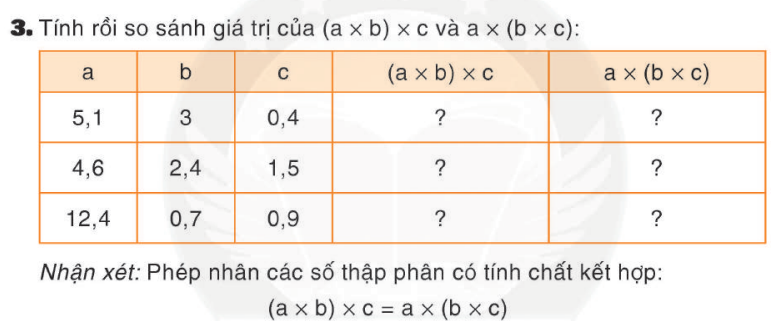 3. Tính rồi so sánh giá trị của (a × b) × c và a × (b × c):
a b c (a × b) × c a × (b × c)
5,1 3 0,4 ? ?
4,6 2,4 1,5 ? ?
12,4 0,7 0,9 ? ?
Nhận xét: Phép nhân các số thập phân có tính chất kết hợp:
(a × b) × c = a × (b × c)